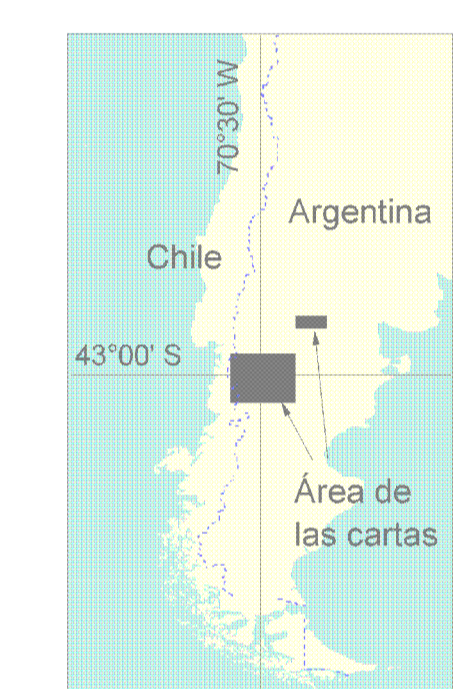 70°30' W
Argentina
Chile
43°00' S
Área de
las cartas